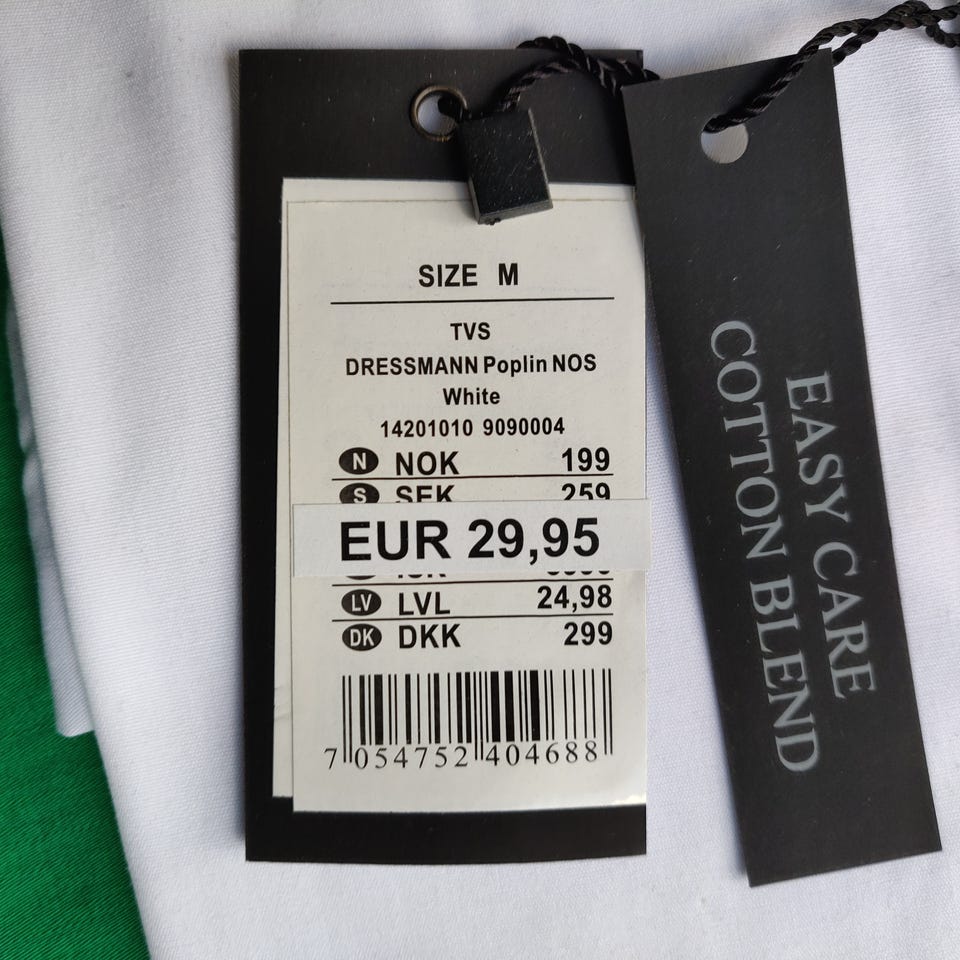 SIZE M
TVS
DRESSMANN Poplin NOS
White
14201010 9090004
N NOK 199
S SEK 259
EUR 29,95
LV LVL 24,98
DK DKK 299
7 054752 404688
EASY CARE
COTTON BLEND